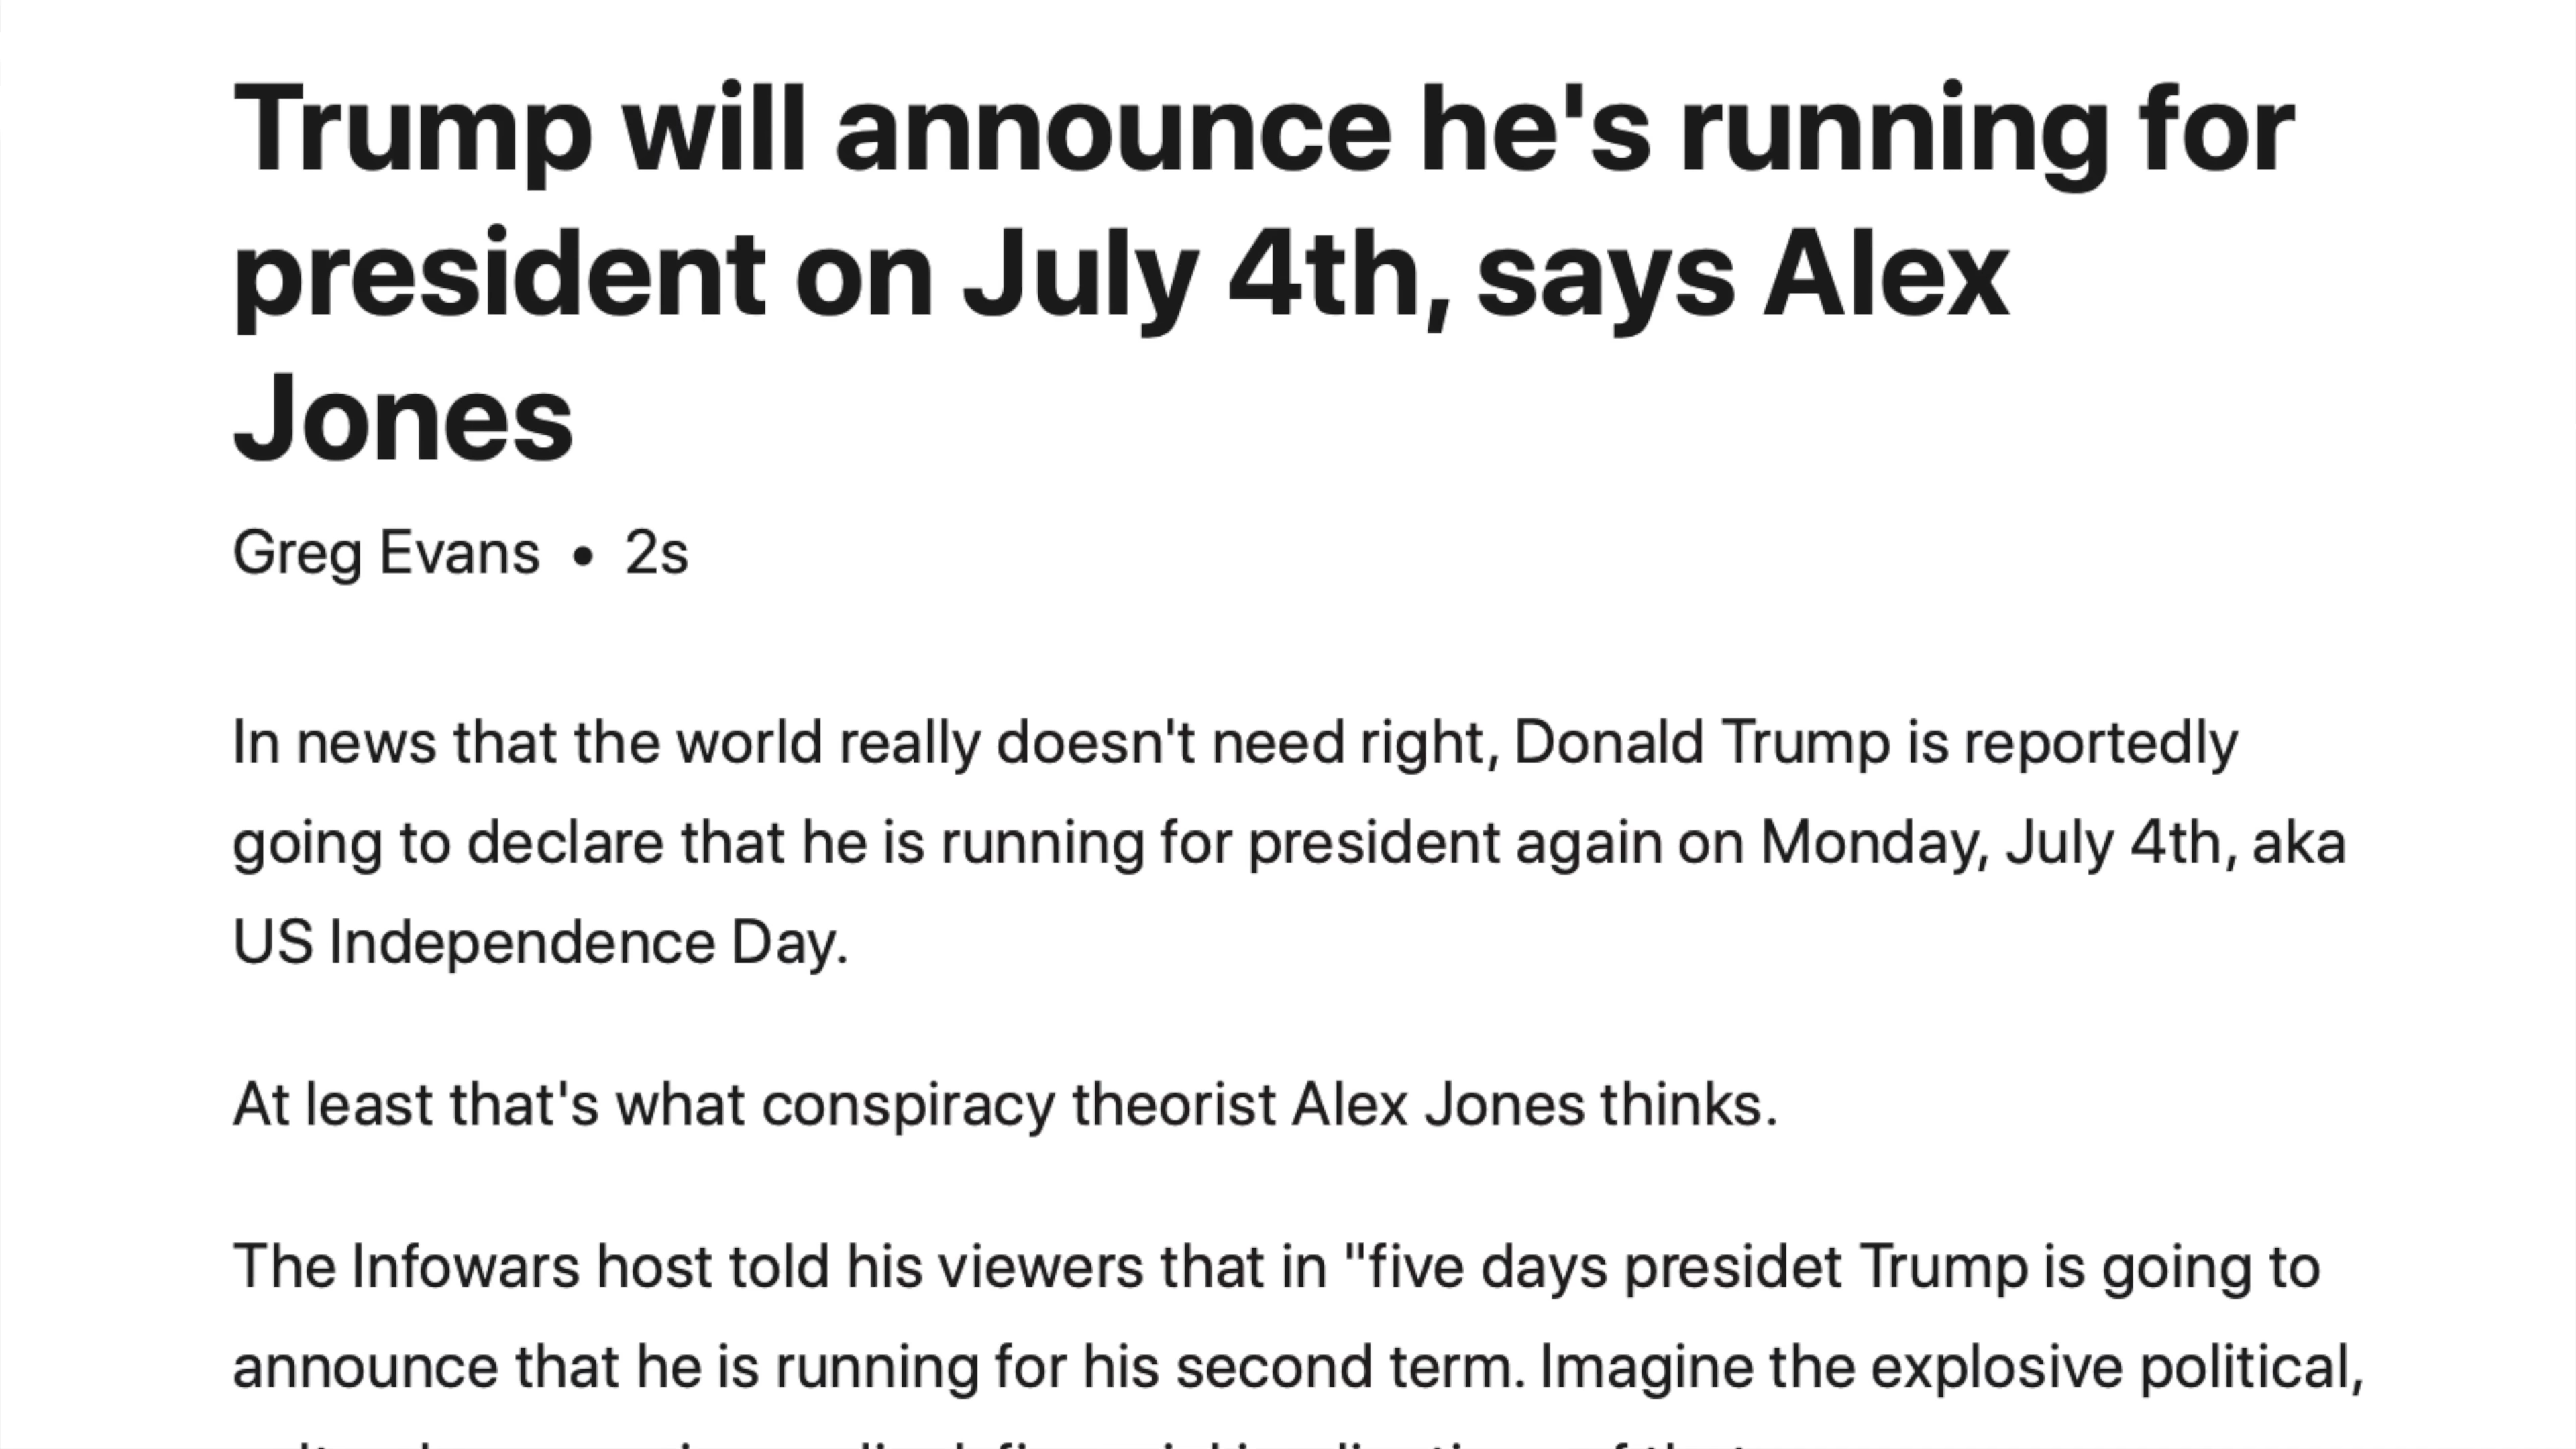 Trump will announce he's running for
president on July 4th, says Alex
Jones
Greg Evans • 2s
In news that the world really doesn't need right, Donald Trump is reportedly
going to declare that he is running for president again on Monday, July 4th, aka
US Independence Day.
At least that's what conspiracy theorist Alex Jones thinks.
The Infowars host told his viewers that in "five days presidet Trump is going to
announce that he is running for his second term. Imagine the explosive political,